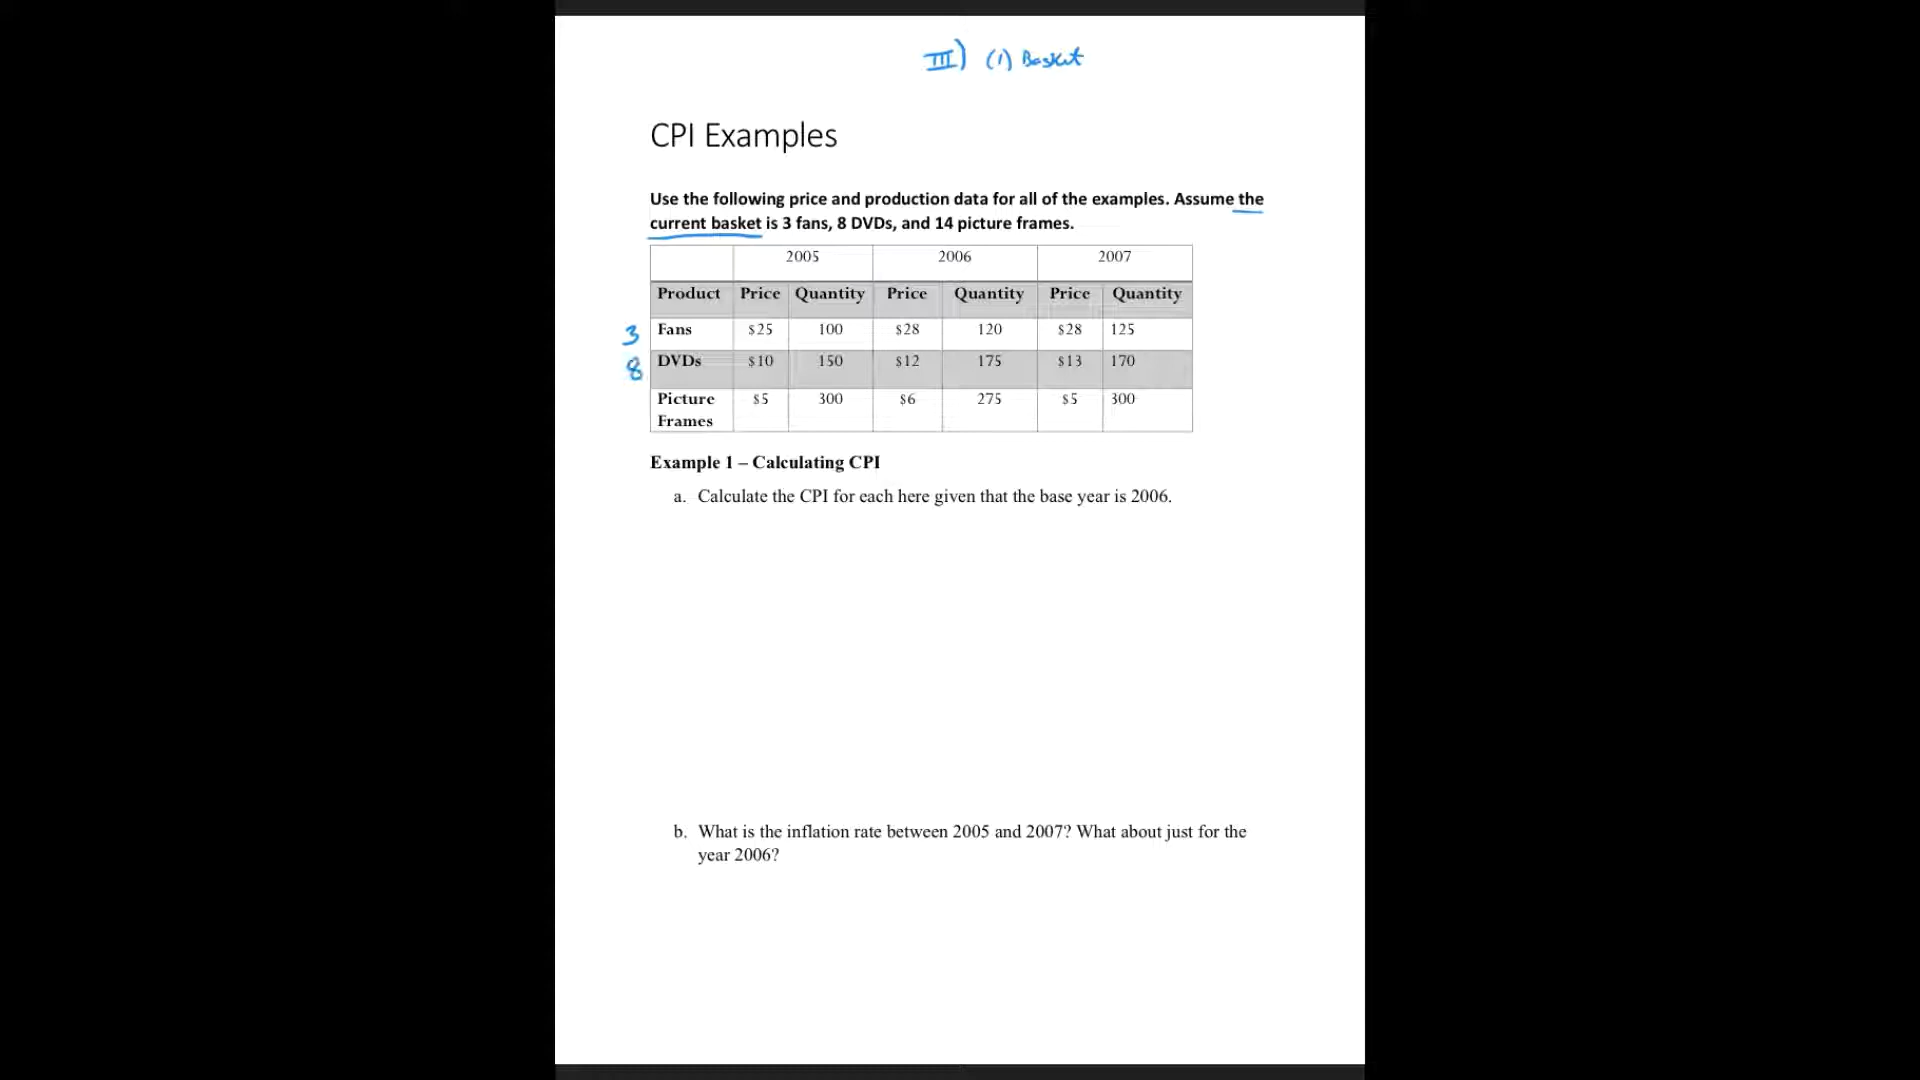 III) (1) Basket
CPI Examples
Use the following price and production data for all of the examples. Assume the
current basket is 3 fans, 8 DVDs, and 14 picture frames.
2005 2006 2007
Product Price Quantity Price Quantity Price Quantity
3 Fans $25 100 $28 120 $28 125
8 DVDs $10 150 $12 175 $13 170
Picture $5 300 $6 275 $5 300
Frames
Example 1 – Calculating CPI
a. Calculate the CPI for each here given that the base year is 2006.
b. What is the inflation rate between 2005 and 2007? What about just for the
year 2006?